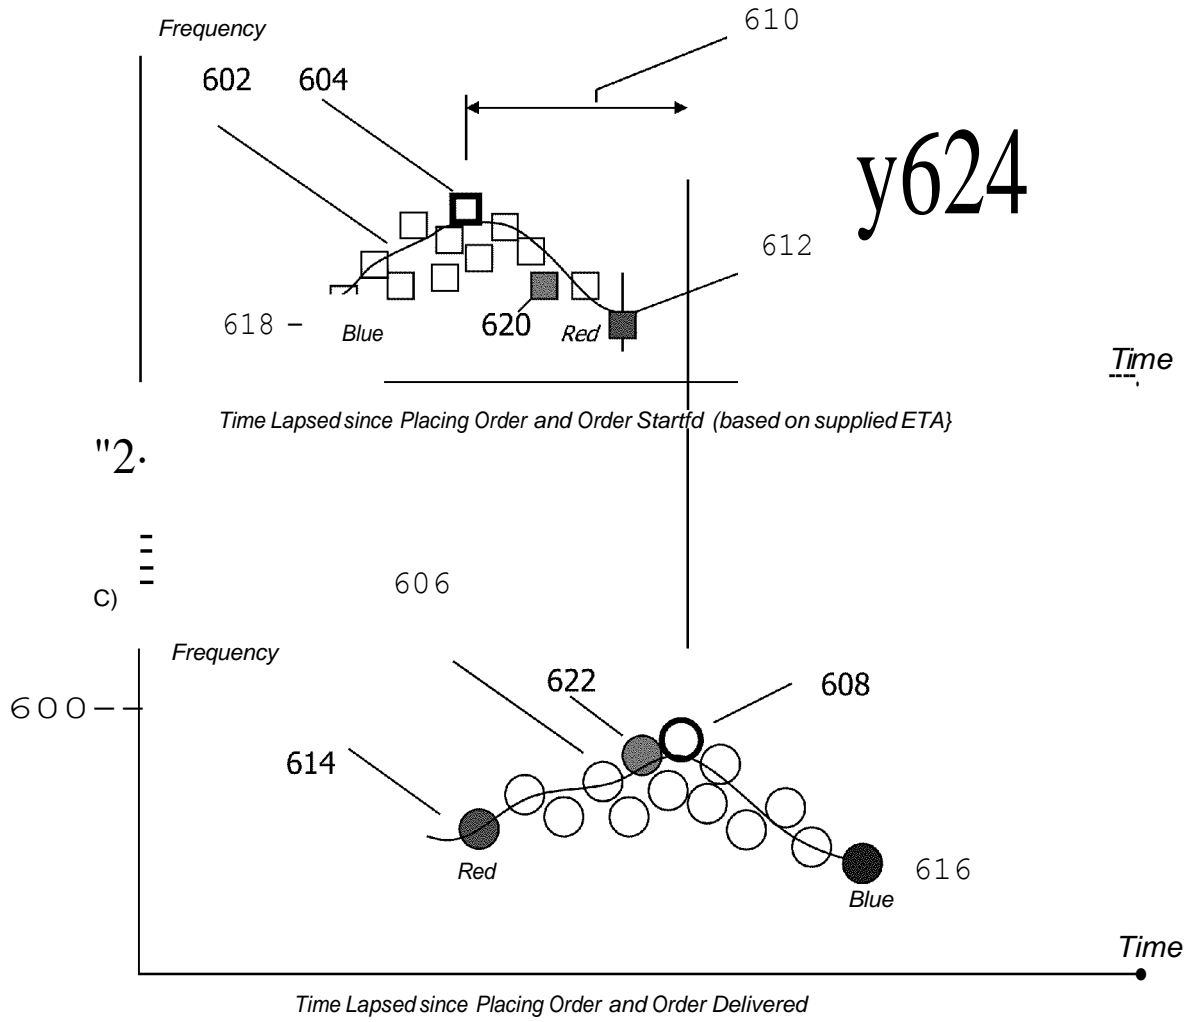 610
Frequency
602 604
y624
612
618 -
Blue
620
Red
Time
Time Lapsed since Placing Order and Order Startfd (based on supplied ETA}
"2·
C)
606
Frequency
622
608
600--
614
Red
616
Blue
Time
Time Lapsed since Placing Order and Order Delivered